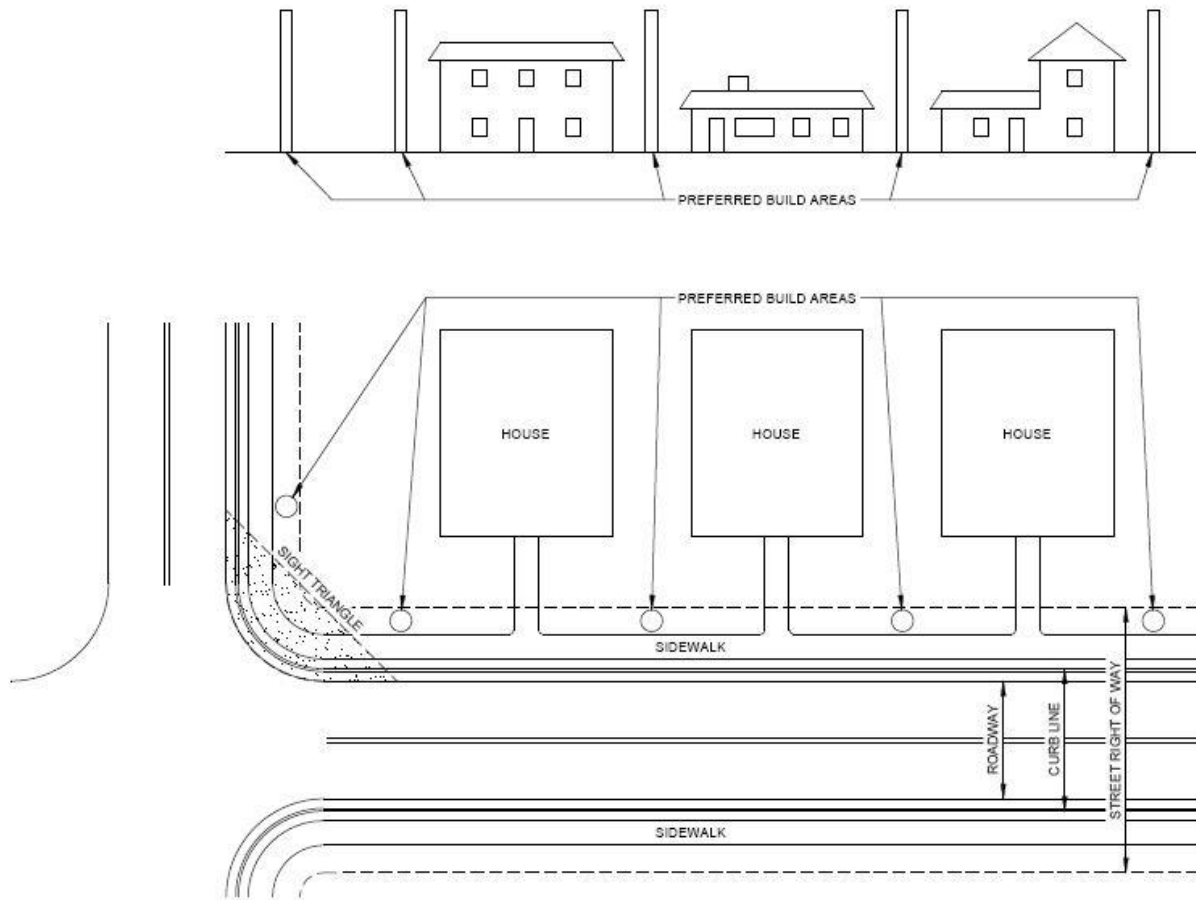 PREFERRED BUILD AREAS
PREFERRED BUILD AREAS
HOUSE
HOUSE
HOUSE
SIGHT TRIANGLE
SIDEWALK
ROADWAY
CURB LINE
STREET RIGHT OF WAY
SIDEWALK